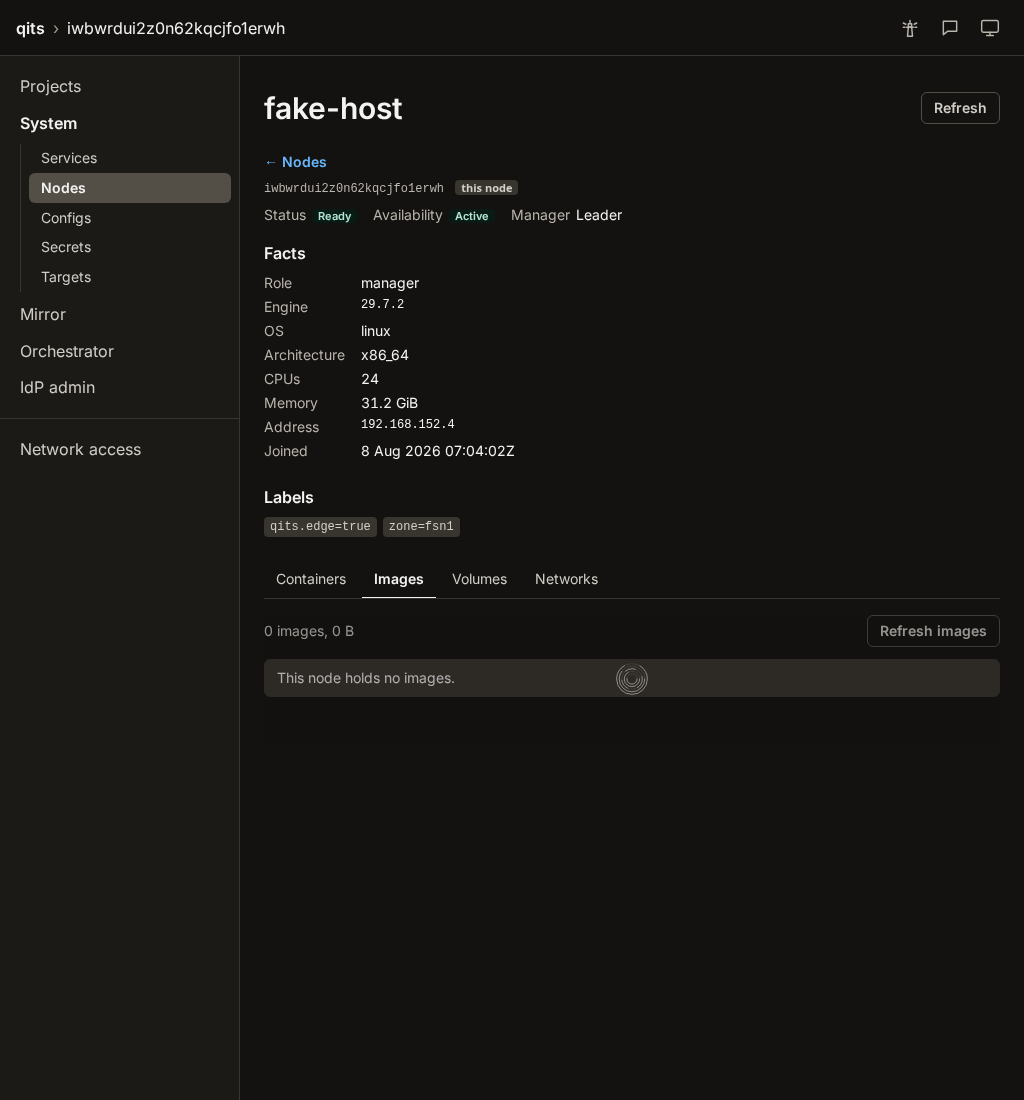 qits › iwbwrdui2z0n62kqcjfo1erwh
Projects
System
Services
Nodes
Configs
Secrets
Targets
Mirror
Orchestrator
IdP admin
Network access
fake-host
Refresh
← Nodes
iwbwrdui2z0n62kqcjfo1erwh this node
Status Ready Availability Active Manager Leader
Facts
Role manager
Engine 29.7.2
OS linux
Architecture x86_64
CPUs 24
Memory 31.2 GiB
Address 192.168.152.4
Joined 8 Aug 2026 07:04:02Z
Labels
qits.edge=true zone=fsn1
Containers Images Volumes Networks
0 images, 0 B
Refresh images
This node holds no images.